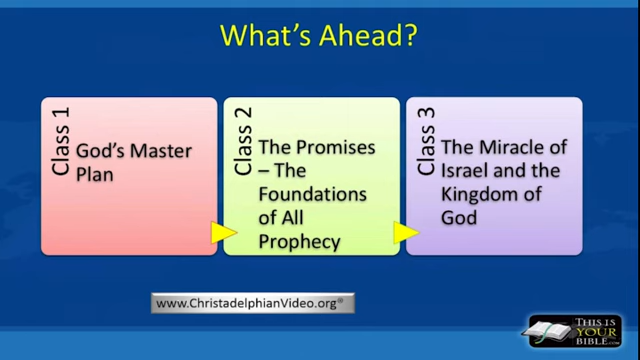 What's Ahead?
Class 1
God's Master
Plan
Class 2
The Promises
– The
Foundations
of All
Prophecy
Class 3
The Miracle of
Israel and the
Kingdom of
God
www.ChristadelphianVideo.org®
THIS IS
YOUR
BIBLE.COM